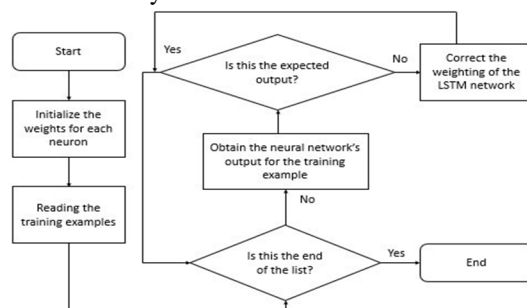 Start
Initialize the
weights for each
neuron
Reading the
training examples
Yes
Is this the expected
output?
No
Correct the
weighting of the
LSTM network
Obtain the neural network's
output for the training
example
No
Is this the end
of the list?
Yes
End